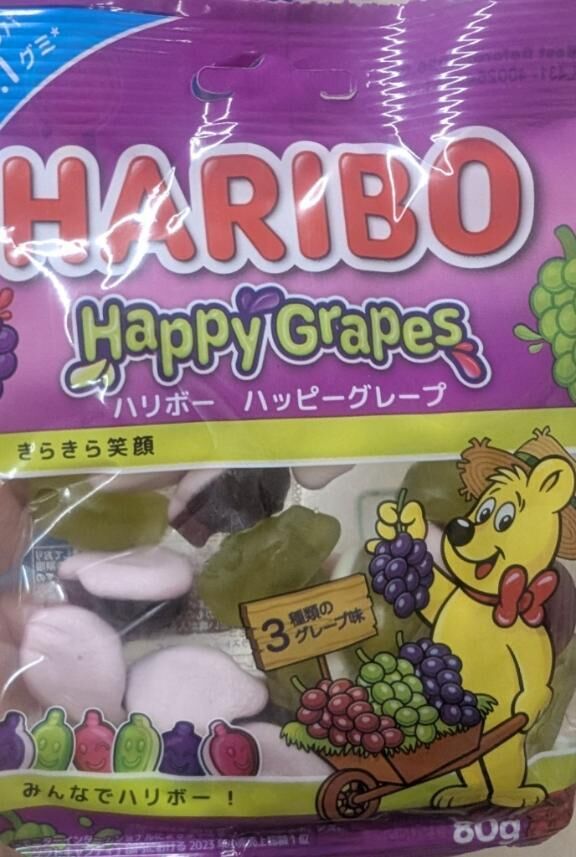 グミ*
HARIBO
Happy Grapes
ハリボー ハッピーグレープ
きらきら笑顔
3種類の
グレープ味
みんなでハリボー!
80g